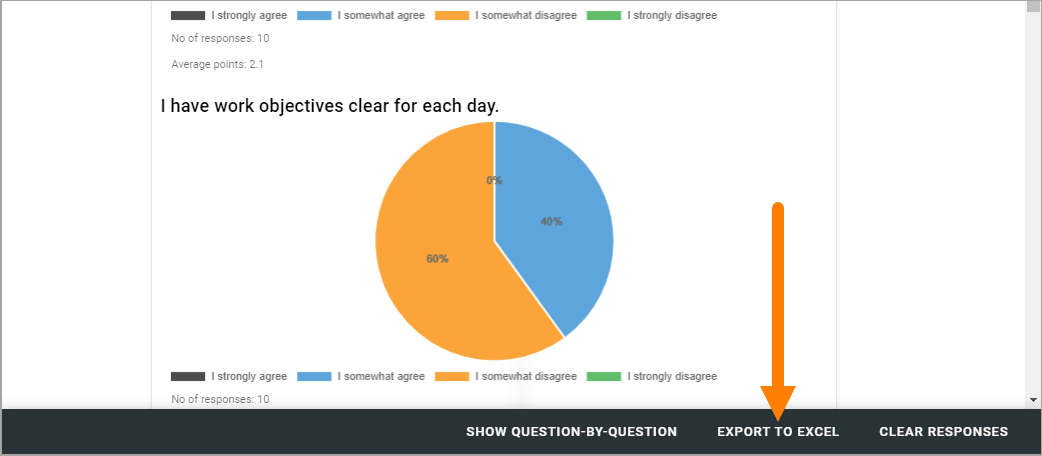 I strongly agree I somewhat agree I somewhat disagree I strongly disagree
No of responses: 10
Average points: 2.1
I have work objectives clear for each day.
0%
40%
60%
I strongly agree I somewhat agree I somewhat disagree I strongly disagree
No of responses: 10
SHOW QUESTION-BY-QUESTION EXPORT TO EXCEL CLEAR RESPONSES